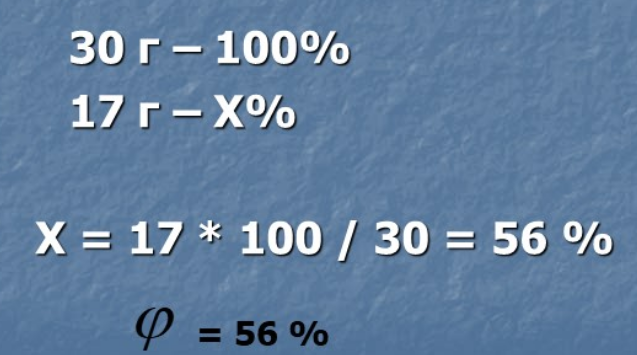 30 г – 100%
17 г – Х%
Х = 17 * 100 / 30 = 56 %
φ = 56 %